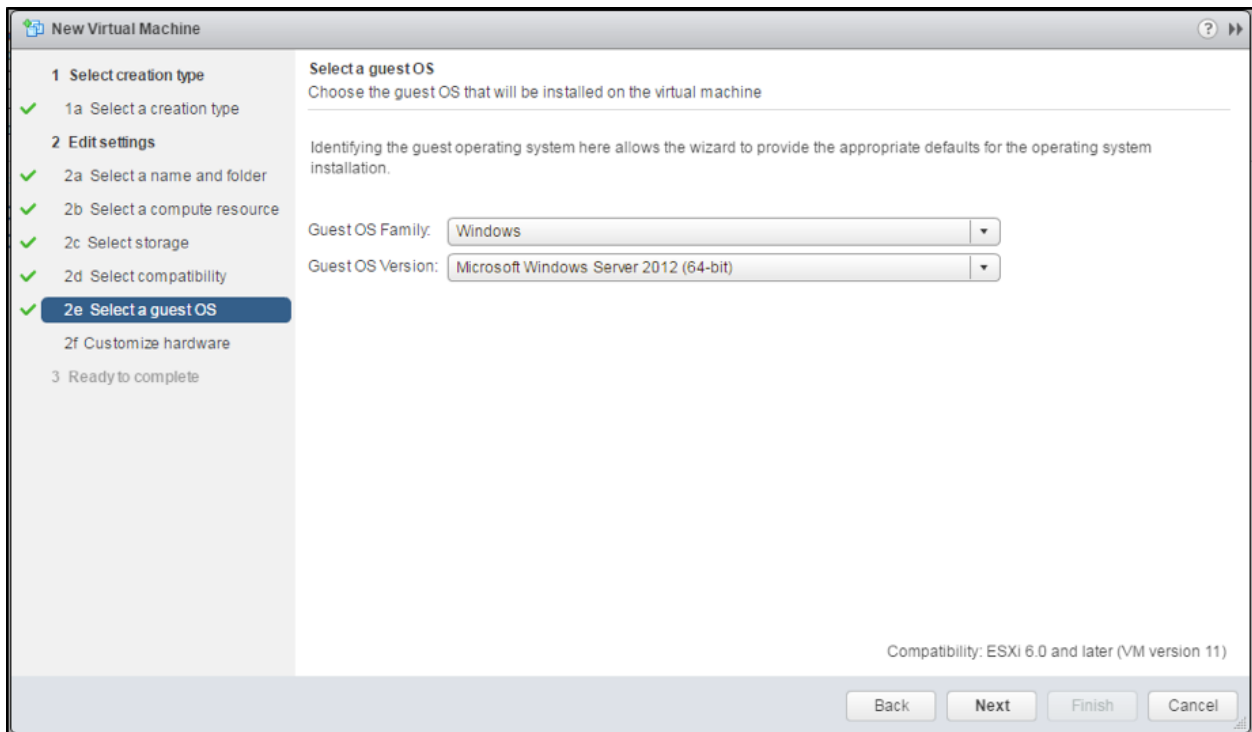 New Virtual Machine
?
1 Select creation type
1a Select a creation type
2 Edit settings
2a Select a name and folder
2b Select a compute resource
2c Select storage
2d Select compatibility
2e Select a guest OS
2f Customize hardware
3 Ready to complete
Select a guest OS
Choose the guest OS that will be installed on the virtual machine
Identifying the guest operating system here allows the wizard to provide the appropriate defaults for the operating system
installation.
Guest OS Family: Windows
Guest OS Version: Microsoft Windows Server 2012 (64-bit)
Compatibility: ESXi 6.0 and later (VM version 11)
Back Next Finish Cancel